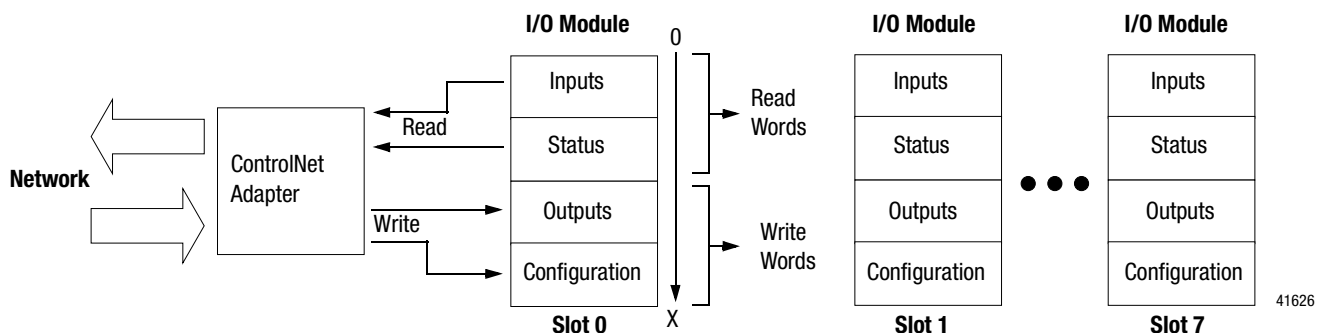 I/O Module
0
I/O Module
I/O Module
Inputs
Inputs
Inputs
Read
Read
Words
Status
Status
Status
ControlNet
Adapter
Network
Write
Outputs
Outputs
Outputs
Write
Words
Configuration
Configuration
Configuration
41626
Slot 0
X
Slot 1
Slot 7